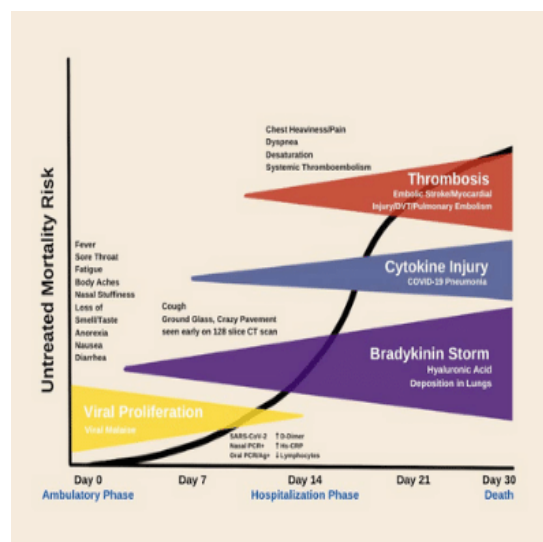 Untreated Mortality Risk
Chest Heaviness/Pain
Dyspnea
Desaturation
Systemic Thromboembolism
Thrombosis
Embolic Stroke/Myocardial
Injury/DVT/Pulmonary Embolism
Fever
Sore Throat
Fatigue
Body Aches
Nasal Stuffiness
Loss of
Smell/Taste
Anorexia
Nausea
Diarrhea
Cytokine Injury
COVID-19 Pneumonia
Cough
Ground Glass, Crazy Pavement
seen early on 128 slice CT scan
Bradykinin Storm
Hyaluronic Acid
Deposition in Lungs
Viral Proliferation
Viral Malaise
SARS-CoV-2 ↑D-Dimer
Nasal PCR+ ↑Hs-CRP
Oral PCR/Ag+ ↓Lymphocytes
Day 0 Day 7 Day 14 Day 21 Day 30
Ambulatory Phase Hospitalization Phase Death